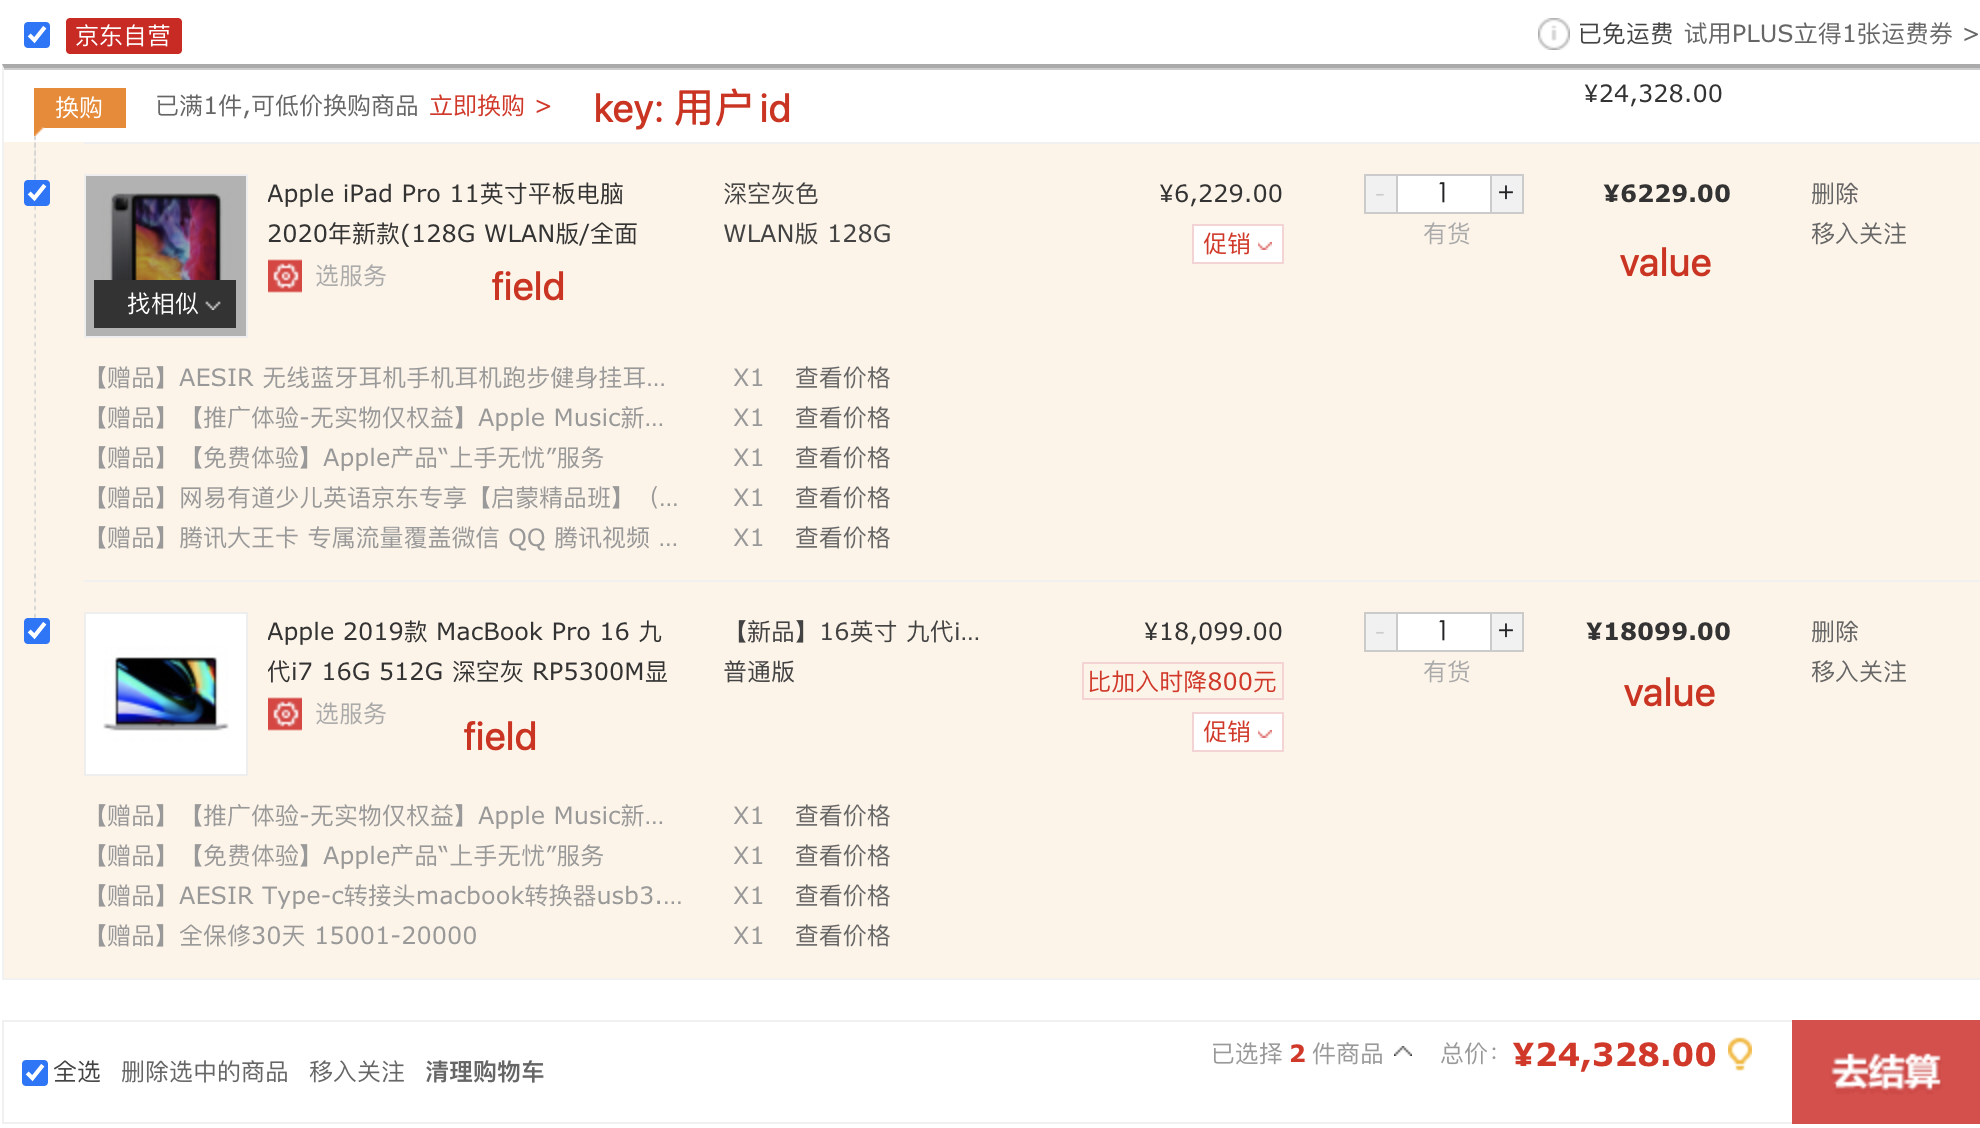 京东自营
已免运费 试用PLUS立得1张运费券 >
换购 已满1件,可低价换购商品 立即换购 > key: 用户id ¥24,328.00
Apple iPad Pro 11英寸平板电脑 深空灰色 ¥6,229.00 - 1 + ¥6229.00 删除
2020年新款(128G WLAN版/全面 WLAN版 128G 促销 有货 移入关注
选服务 field value
找相似
【赠品】AESIR 无线蓝牙耳机手机耳机跑步健身挂耳... X1 查看价格
【赠品】【推广体验-无实物仅权益】Apple Music新... X1 查看价格
【赠品】【免费体验】Apple产品“上手无忧”服务 X1 查看价格
【赠品】网易有道少儿英语京东专享【启蒙精品班】（... X1 查看价格
【赠品】腾讯大王卡 专属流量覆盖微信 QQ 腾讯视频 ... X1 查看价格
Apple 2019款 MacBook Pro 16 九 【新品】16英寸 九代i... ¥18,099.00 - 1 + ¥18099.00 删除
代i7 16G 512G 深空灰 RP5300M显 普通版 比加入时降800元 有货 移入关注
选服务 field 促销 value
【赠品】【推广体验-无实物仅权益】Apple Music新... X1 查看价格
【赠品】【免费体验】Apple产品“上手无忧”服务 X1 查看价格
【赠品】AESIR Type-c转接头macbook转换器usb3.... X1 查看价格
【赠品】全保修30天 15001-20000 X1 查看价格
全选 删除选中的商品 移入关注 清理购物车 已选择 2 件商品 总价: ¥24,328.00 去结算